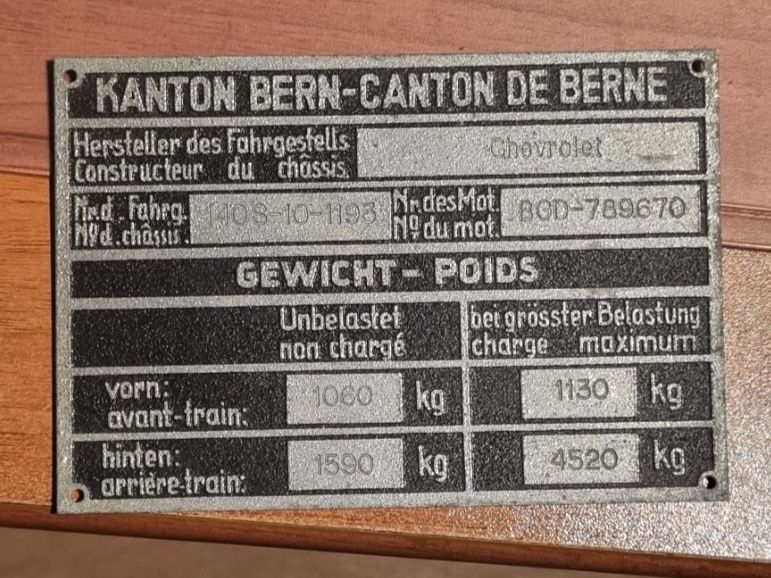 KANTON BERN-CANTON DE BERNE
Hersteller des Fahrgestells
Constructeur du châssis
Chevrolet
Nr.d. Fahrg.
Nº d. châssis.
140S-10-1193
Nr. des Mot.
Nº du mot.
BGD-789670
GEWICHT - POIDS
Unbelastet
non chargé
bei grösster Belastung
charge maximum
vorn:
avant-train:
1060 kg
1130 kg
hinten:
arrière-train:
1590 kg
4520 kg